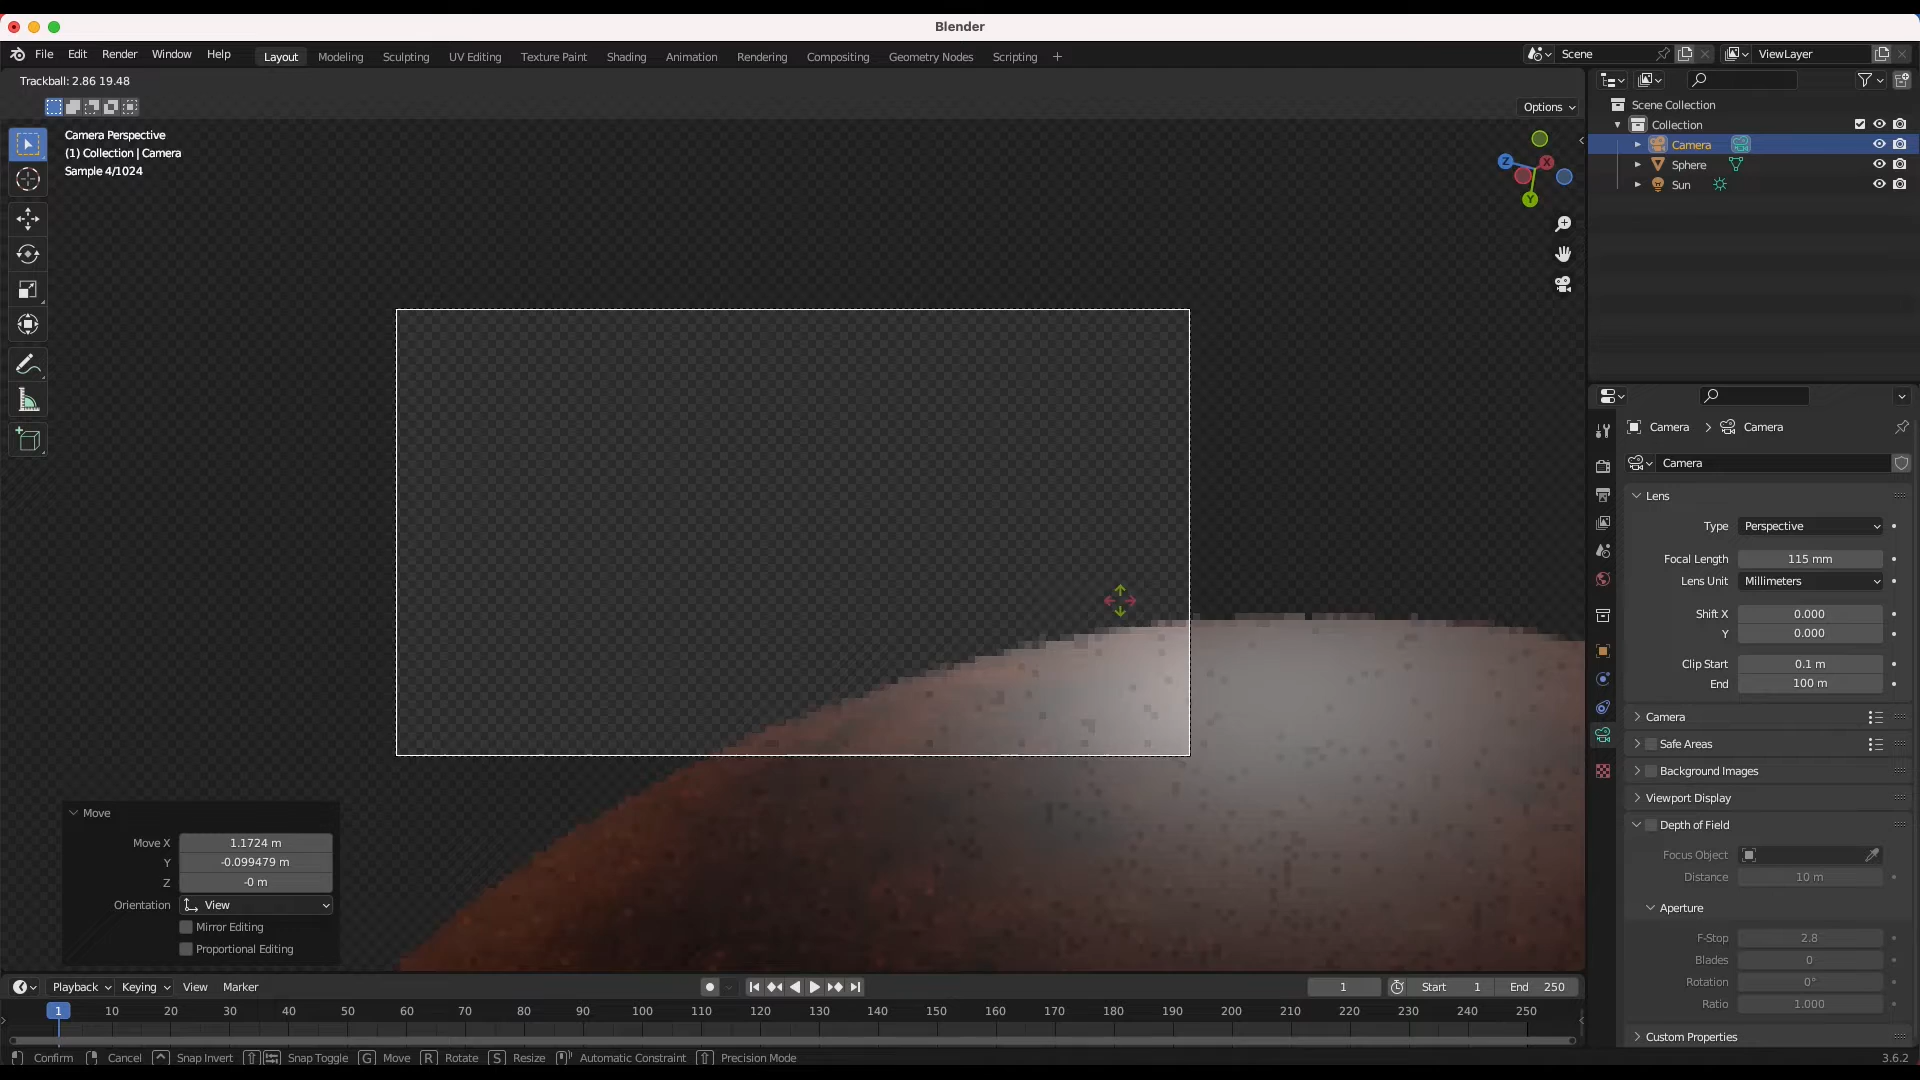 Blender
File Edit Render Window Help
Layout Modeling Sculpting UV Editing Texture Paint Shading Animation Rendering Compositing Geometry Nodes Scripting +
Scene
ViewLayer
Trackball: 2.86 19.48
Options
Camera Perspective
(1) Collection | Camera
Sample 4/1024
Z
X
Y
Scene Collection
Collection
Camera
Sphere
Sun
Camera > Camera
Camera
Lens
Type Perspective
Focal Length 115 mm
Lens Unit Millimeters
Shift X 0.000
Y 0.000
Clip Start 0.1 m
End 100 m
Camera
Safe Areas
Background Images
Viewport Display
Depth of Field
Focus Object
Distance 10 m
Aperture
F-Stop 2.8
Blades 0
Rotation 0°
Ratio 1.000
Custom Properties
Move
Move X 1.1724 m
Y -0.099479 m
Z -0 m
Orientation View
Mirror Editing
Proportional Editing
Playback Keying View Marker
1 Start 1 End 250
1 10 20 30 40 50 60 70 80 90 100 110 120 130 140 150 160 170 180 190 200 210 220 230 240 250
Confirm Cancel Snap Invert Snap Toggle G Move R Rotate S Resize Automatic Constraint Precision Mode
3.6.2